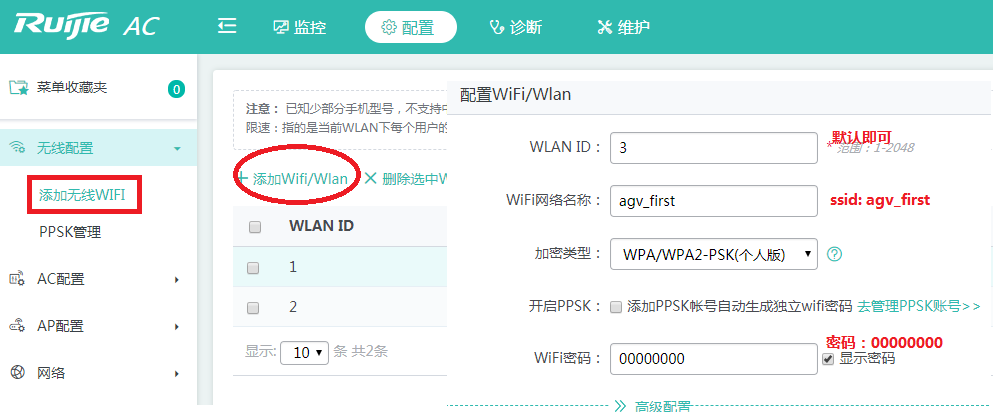 Ruijie AC
监控
配置
诊断
维护
菜单收藏夹
0
无线配置
添加无线WIFI
PPSK管理
AC配置
AP配置
网络
注意： 已知少部分手机型号，不支持中
限速：指的是当前WLAN下每个用户的
添加Wifi/Wlan
删除选中W
WLAN ID
1
2
显示: 10 条 共2条
配置WiFi/Wlan
WLAN ID： 3 默认即可
* 范围：1-2048
WiFi网络名称： agv_first ssid: agv_first
加密类型： WPA/WPA2-PSK(个人版)
开启PPSK： 添加PPSK帐号自动生成独立wifi密码 去管理PPSK账号>>
密码：00000000
WiFi密码： 00000000 显示密码
高级配置